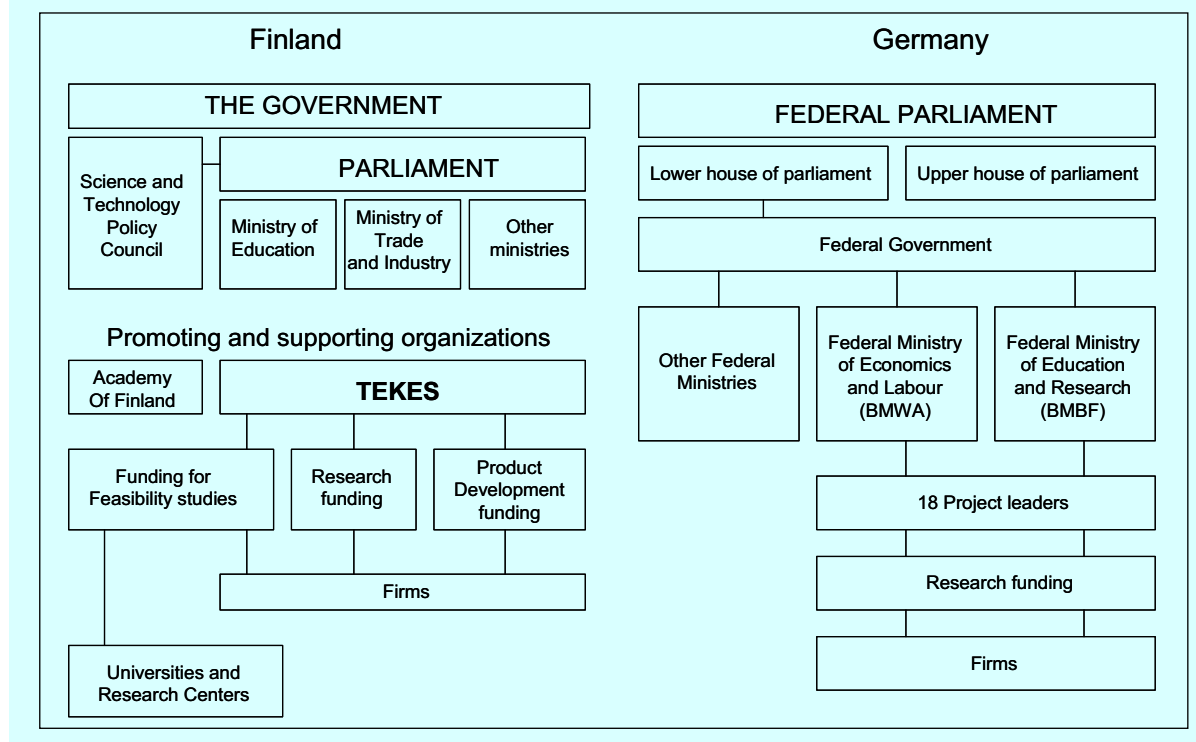 Finland
THE GOVERNMENT
Science and
Technology
Policy
Council
PARLIAMENT
Ministry of
Education
Ministry of
Trade
and Industry
Other
ministries
Promoting and supporting organizations
Academy
Of Finland
TEKES
Funding for
Feasibility studies
Research
funding
Product
Development
funding
Firms
Universities and
Research Centers
Germany
FEDERAL PARLIAMENT
Lower house of parliament
Upper house of parliament
Federal Government
Other Federal
Ministries
Federal Ministry
of Economics
and Labour
(BMWA)
Federal Ministry
of Education
and Research
(BMBF)
18 Project leaders
Research funding
Firms